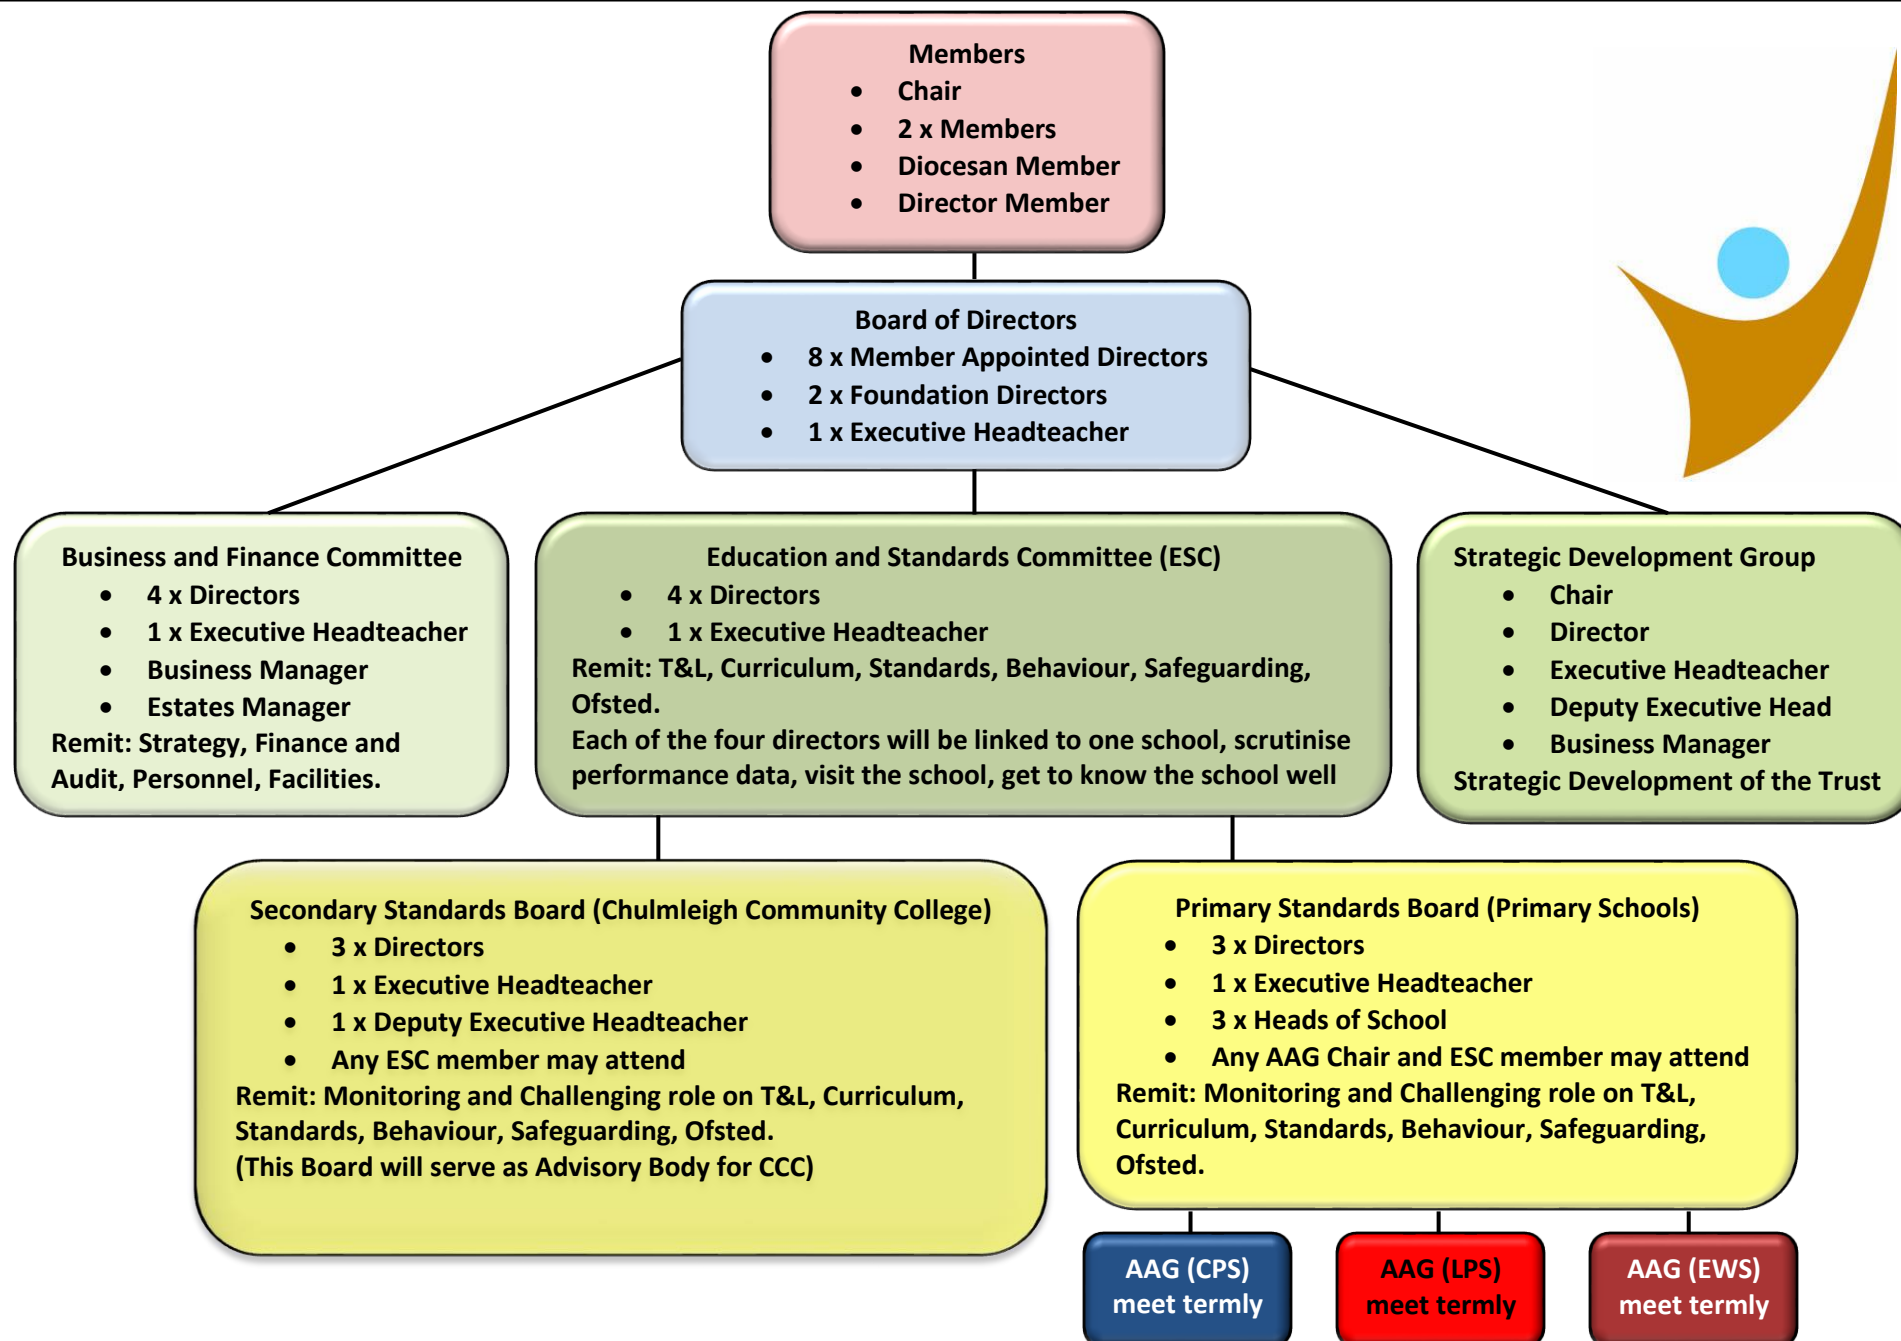 Members
• Chair
• 2 x Members
• Diocesan Member
• Director Member
Board of Directors
• 8 x Member Appointed Directors
• 2 x Foundation Directors
• 1 x Executive Headteacher
Business and Finance Committee
• 4 x Directors
• 1 x Executive Headteacher
• Business Manager
• Estates Manager
Remit: Strategy, Finance and
Audit, Personnel, Facilities.
Education and Standards Committee (ESC)
• 4 x Directors
• 1 x Executive Headteacher
Remit: T&L, Curriculum, Standards, Behaviour, Safeguarding,
Ofsted.
Each of the four directors will be linked to one school, scrutinise
performance data, visit the school, get to know the school well
Strategic Development Group
• Chair
• Director
• Executive Headteacher
• Deputy Executive Head
• Business Manager
Strategic Development of the Trust
Secondary Standards Board (Chulmleigh Community College)
• 3 x Directors
• 1 x Executive Headteacher
• 1 x Deputy Executive Headteacher
• Any ESC member may attend
Remit: Monitoring and Challenging role on T&L, Curriculum,
Standards, Behaviour, Safeguarding, Ofsted.
(This Board will serve as Advisory Body for CCC)
Primary Standards Board (Primary Schools)
• 3 x Directors
• 1 x Executive Headteacher
• 3 x Heads of School
• Any AAG Chair and ESC member may attend
Remit: Monitoring and Challenging role on T&L,
Curriculum, Standards, Behaviour, Safeguarding,
Ofsted.
AAG (CPS)
meet termly
AAG (LPS)
meet termly
AAG (EWS)
meet termly